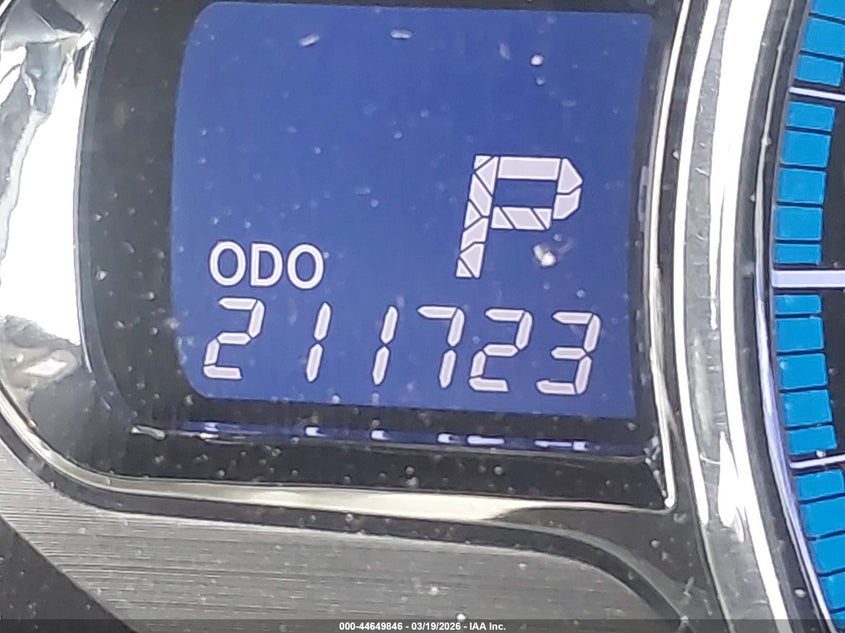 P
ODO
211723
000-44649846 - 03/19/2026 - IAA Inc.